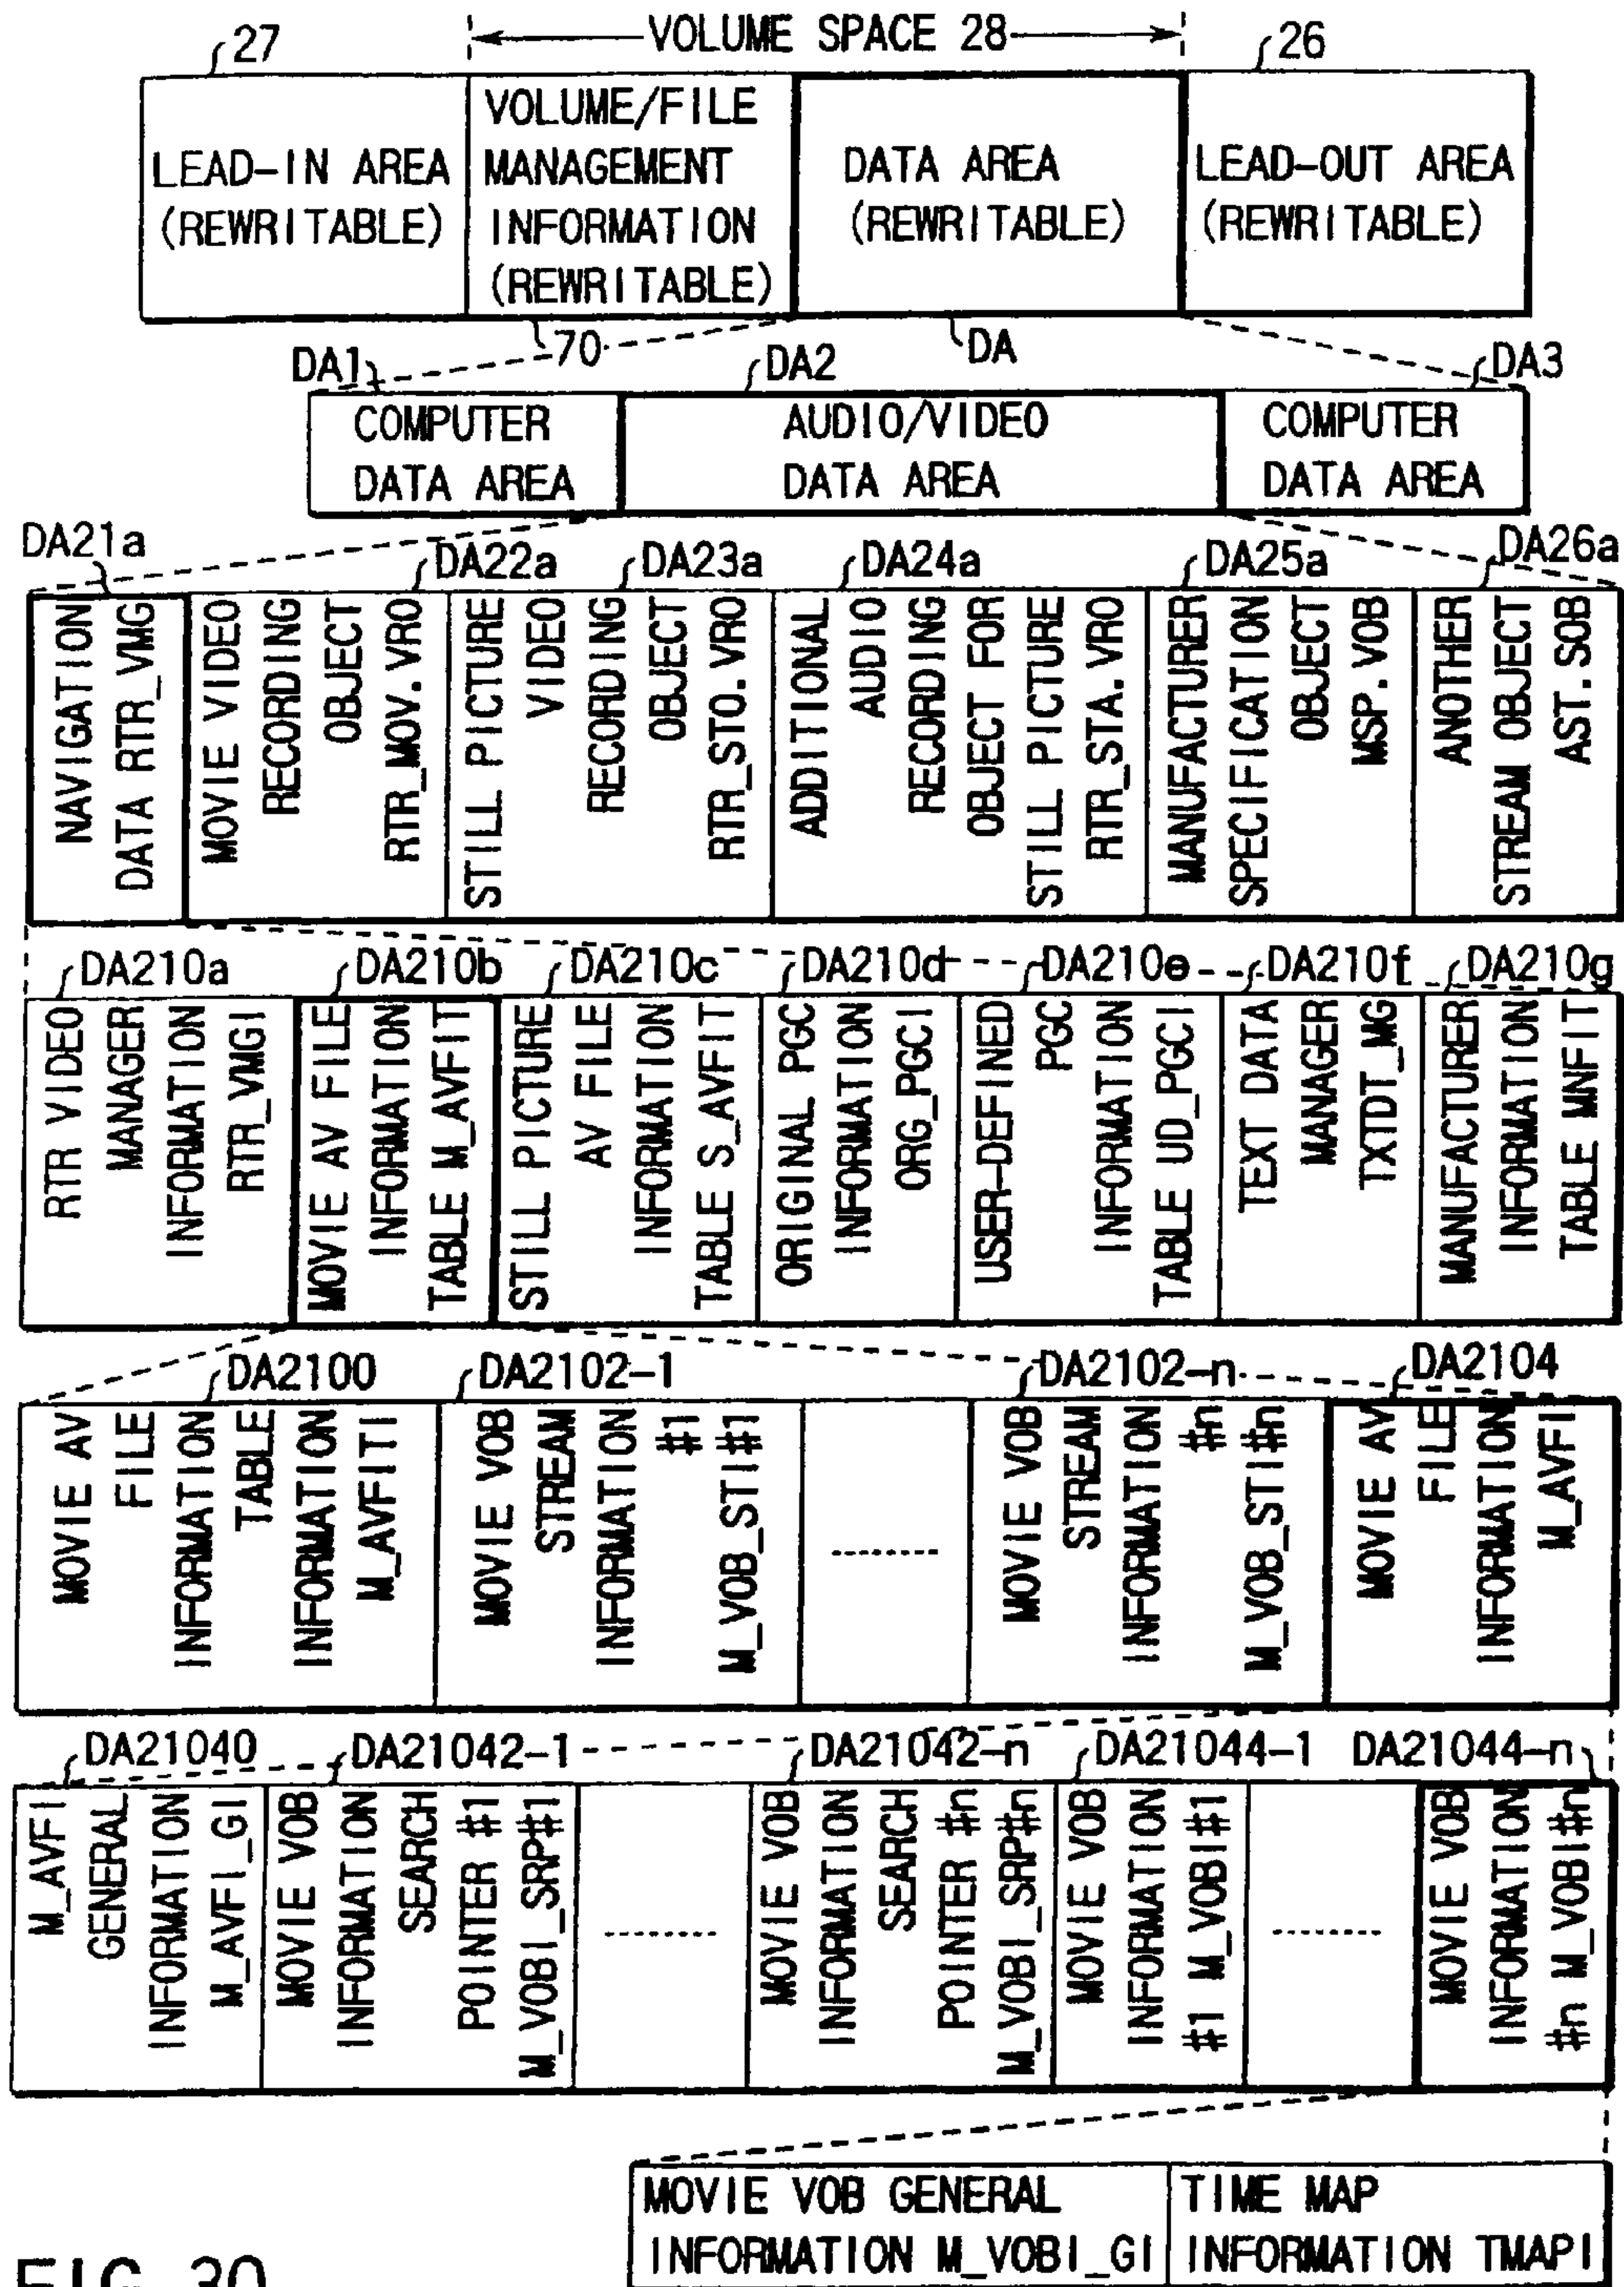 27
VOLUME SPACE 28
26
LEAD-IN AREA
(REWRITABLE)
VOLUME/FILE
MANAGEMENT
INFORMATION
(REWRITABLE)
DATA AREA
(REWRITABLE)
LEAD-OUT AREA
(REWRITABLE)
70
DA
DA1
DA2
DA3
COMPUTER
DATA AREA
AUDIO/VIDEO
DATA AREA
COMPUTER
DATA AREA
DA21a
DA22a
DA23a
DA24a
DA25a
DA26a
NAVIGATION
DATA RTR_VMG
MOVIE VIDEO
RECORDING
OBJECT
RTR_MOV.VRO
STILL PICTURE
VIDEO
RECORDING
OBJECT
RTR_STO.VRO
ADDITIONAL
AUDIO
RECORDING
OBJECT FOR
STILL PICTURE
RTR_STA.VRO
MANUFACTURER
SPECIFICATION
OBJECT
MSP.VOB
ANOTHER
STREAM OBJECT
AST.SOB
DA210a
DA210b
DA210c
DA210d
DA210e
DA210f
DA210g
RTR VIDEO
MANAGER
INFORMATION
RTR_VMGI
MOVIE AV FILE
INFORMATION
TABLE M_AVFIT
STILL PICTURE
AV FILE
INFORMATION
TABLE S_AVFIT
ORIGINAL PGC
INFORMATION
ORG_PGCI
USER-DEFINED
PGC
INFORMATION
TABLE UD_PGCI
TEXT DATA
MANAGER
TXTDT_MG
MANUFACTURER
INFORMATION
TABLE MNFIT
DA2100
DA2102-1
DA2102-n
DA2104
MOVIE AV
FILE
INFORMATION
TABLE
INFORMATION
M_AVFITI
MOVIE VOB
STREAM
INFORMATION
#1
M_VOB_STI#1
MOVIE VOB
STREAM
INFORMATION
#n
M_VOB_STI#n
MOVIE AV
FILE
INFORMATION
M_AVFI
DA21040
DA21042-1
DA21042-n
DA21044-1
DA21044-n
M_AVFI
GENERAL
INFORMATION
M_AVFI_GI
MOVIE VOB
INFORMATION
SEARCH
POINTER #1
M_VOBI_SRP#1
MOVIE VOB
INFORMATION
SEARCH
POINTER #n
M_VOBI_SRP#n
MOVIE VOB
INFORMATION
#1 M_VOBI#1
MOVIE VOB
INFORMATION
#n M_VOBI#n
MOVIE VOB GENERAL
INFORMATION M_VOBI_GI
TIME MAP
INFORMATION TMAPI
FIG. 30